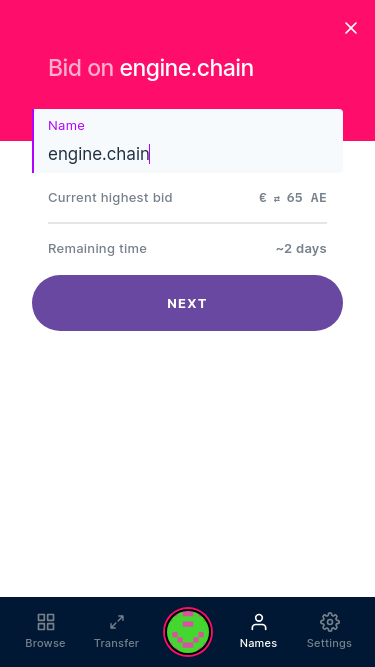 Bid on engine.chain
Name
engine.chain
Current highest bid € ⇄ 65 AE
Remaining time ~2 days
NEXT
Browse Transfer Names Settings